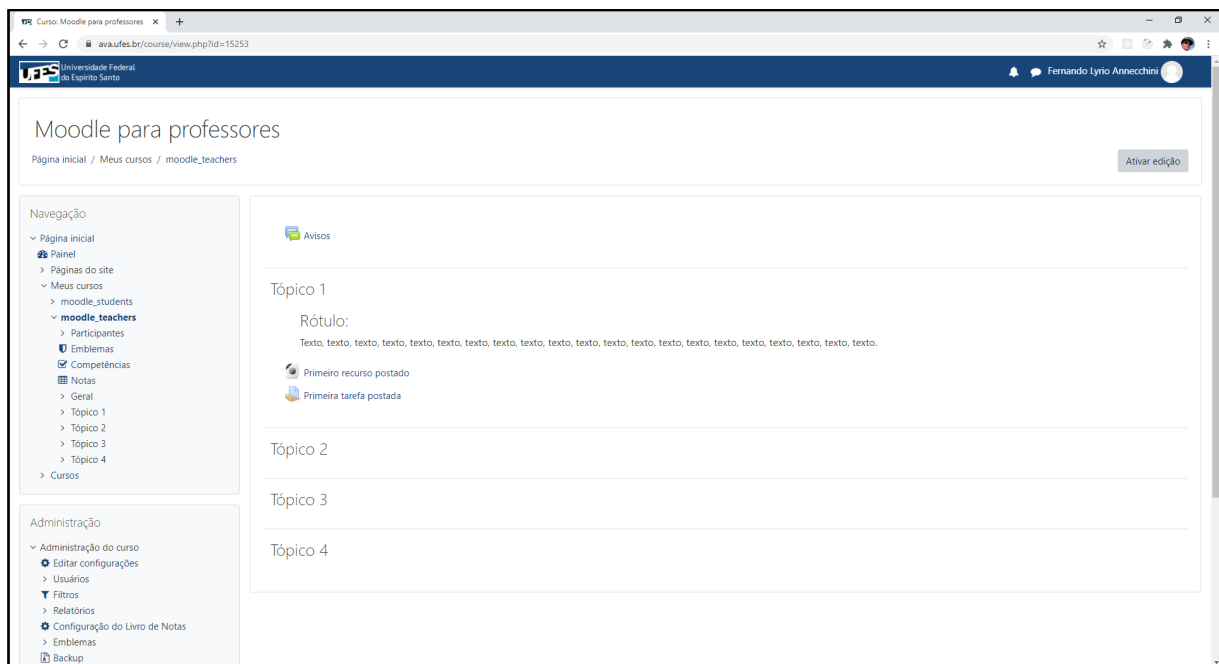 Curso: Moodle para professores
ava.ufes.br/course/view.php?id=15253
UFES Universidade Federal
do Espírito Santo
Fernando Lyrio Annecchini
Moodle para professores
Página inicial / Meus cursos / moodle_teachers
Ativar edição
Navegação
Página inicial
Painel
Páginas do site
Meus cursos
moodle_students
moodle_teachers
Participantes
Emblemas
Competências
Notas
Geral
Tópico 1
Tópico 2
Tópico 3
Tópico 4
Cursos
Administração
Administração do curso
Editar configurações
Usuários
Filtros
Relatórios
Configuração do Livro de Notas
Emblemas
Backup
Avisos
Tópico 1
Rótulo:
Texto, texto, texto, texto, texto, texto, texto, texto, texto, texto, texto, texto, texto, texto, texto, texto, texto, texto, texto, texto, texto.
Primeiro recurso postado
Primeira tarefa postada
Tópico 2
Tópico 3
Tópico 4